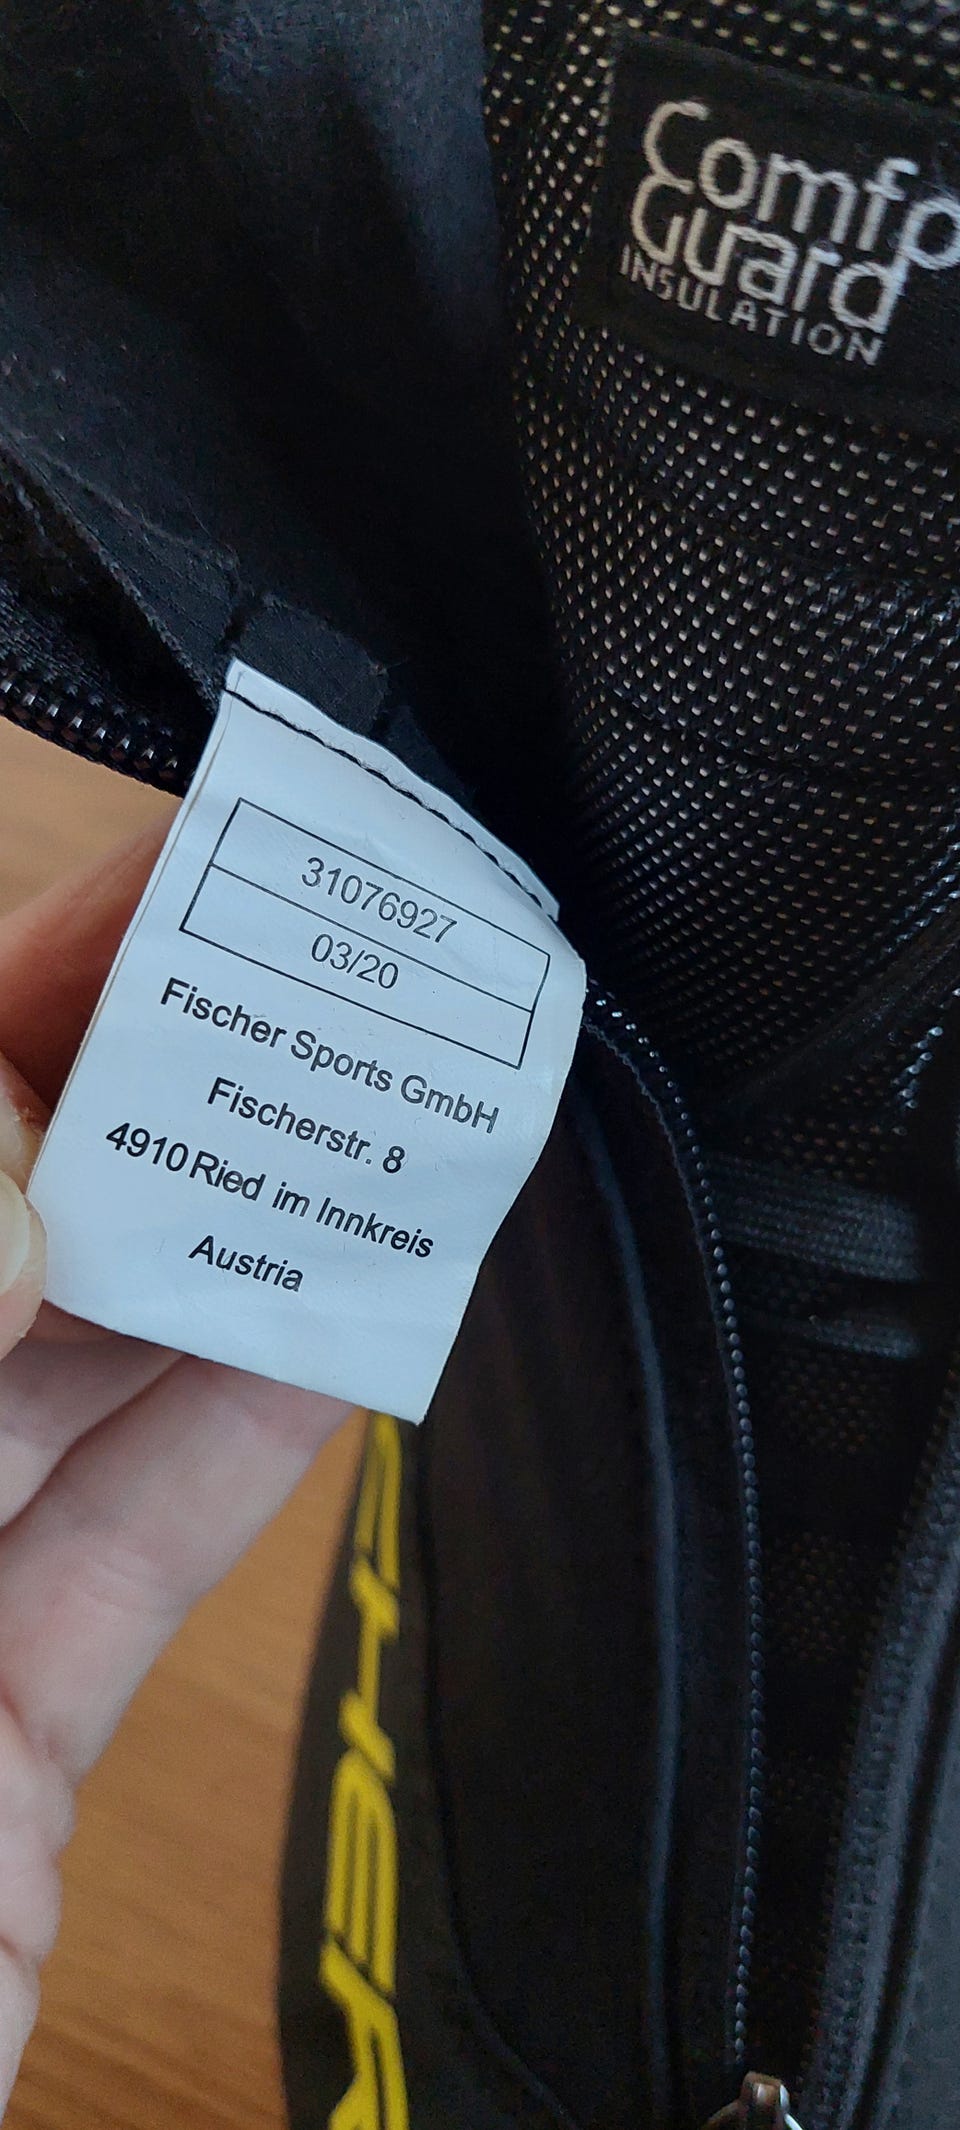 Comfo
Guard
INSULATION
31076927
03/20
Fischer Sports GmbH
Fischerstr. 8
4910 Ried im Innkreis
Austria